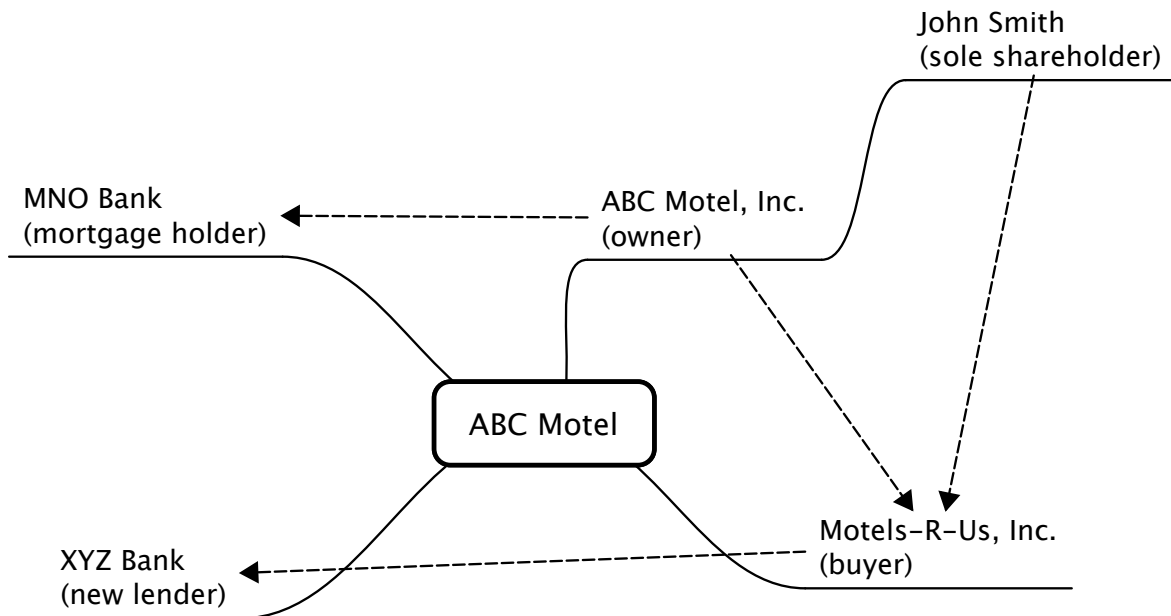 John Smith
(sole shareholder)
MNO Bank
(mortgage holder)
ABC Motel, Inc.
(owner)
ABC Motel
Motels-R-Us, Inc.
(buyer)
XYZ Bank
(new lender)